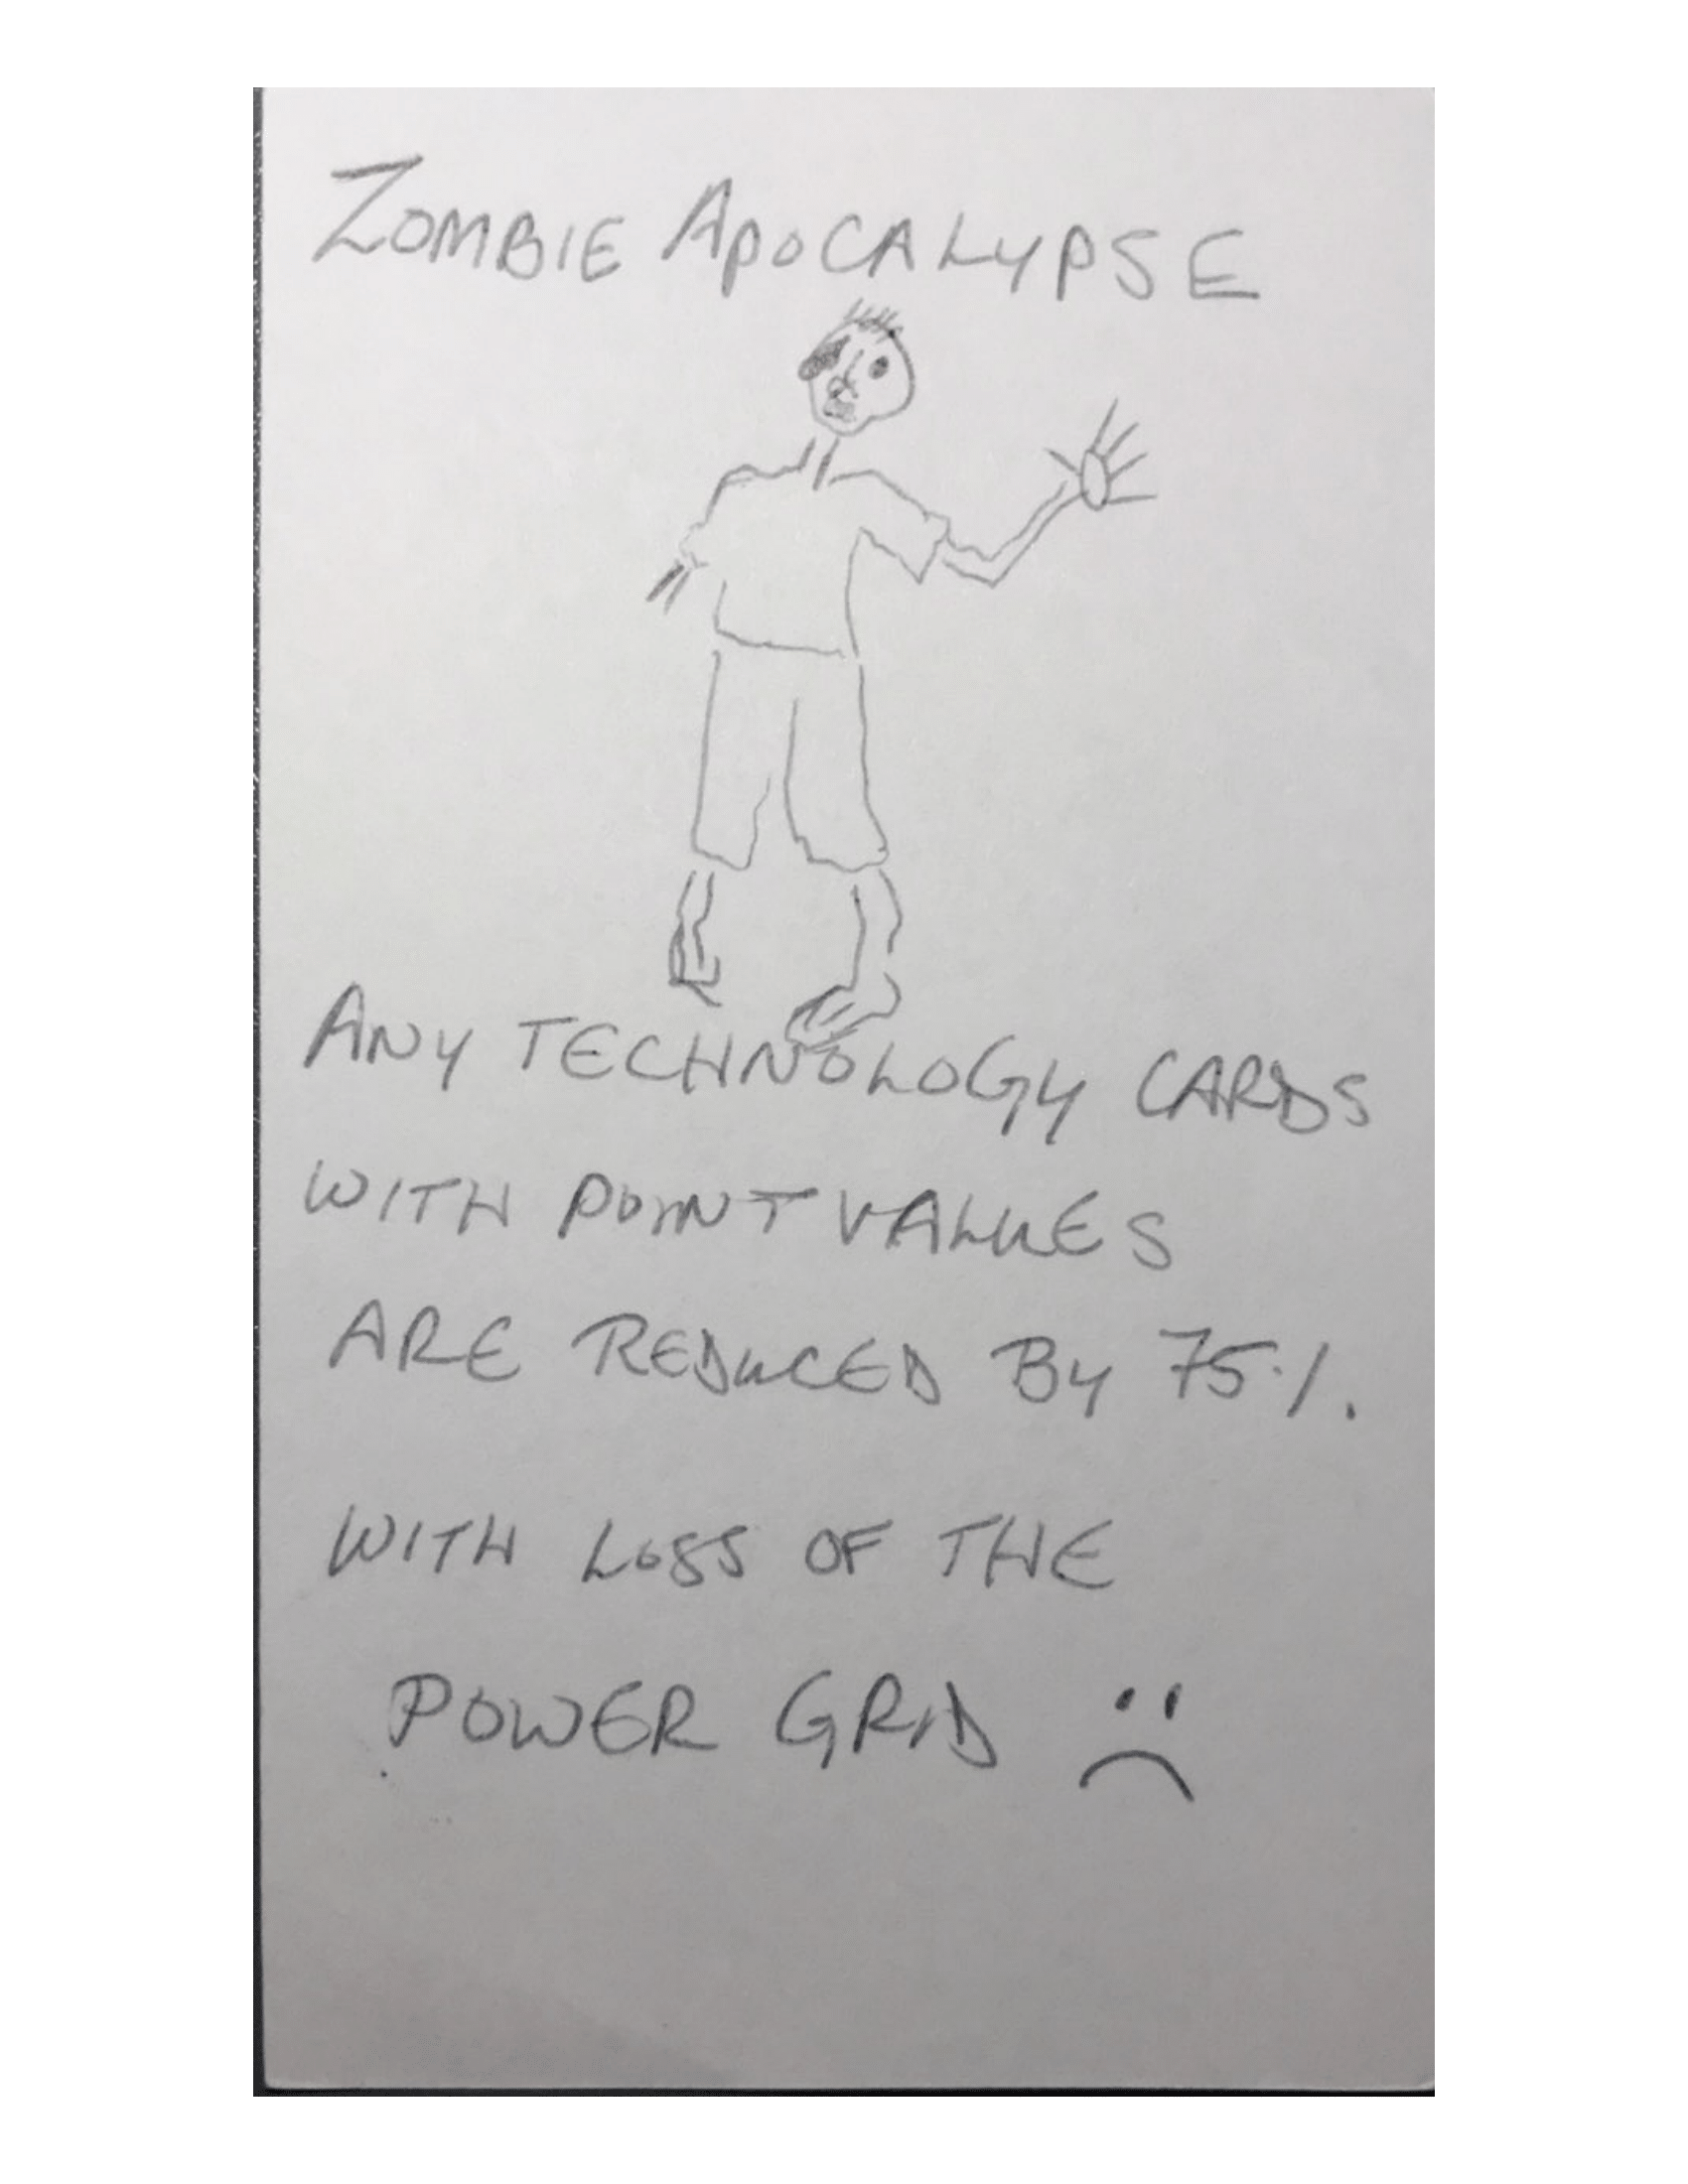 ZOMBIE APOCALYPSE
ANY TECHNOLOGY CARDS
WITH POINT VALUES
ARE REDUCED BY 75%.
WITH LOSS OF THE
POWER GRID :(